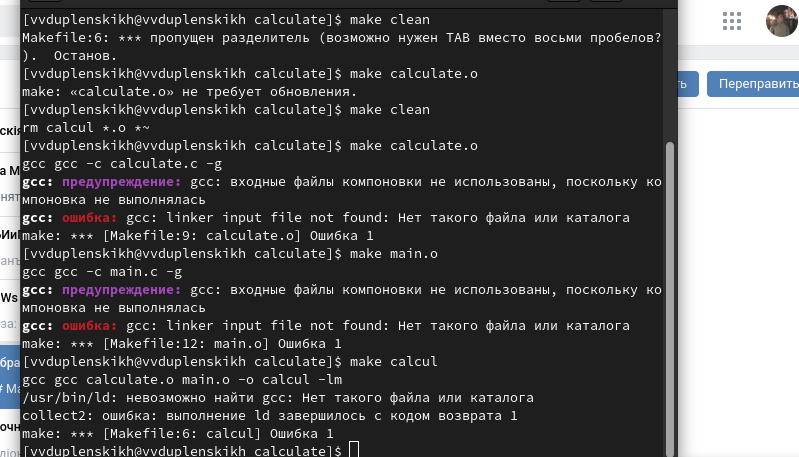 [vvduplenskikh@vvduplenskikh calculate]$ make clean
Makefile:6: *** пропущен разделитель (возможно нужен TAB вместо восьми пробелов?
).  Останов.
[vvduplenskikh@vvduplenskikh calculate]$ make calculate.o
make: «calculate.o» не требует обновления.
[vvduplenskikh@vvduplenskikh calculate]$ make clean
rm calcul *.o *~
[vvduplenskikh@vvduplenskikh calculate]$ make calculate.o
gcc gcc -c calculate.c -g
gcc: предупреждение: gcc: входные файлы компоновки не использованы, поскольку ко
мпоновка не выполнялась
gcc: ошибка: gcc: linker input file not found: Нет такого файла или каталога
make: *** [Makefile:9: calculate.o] Ошибка 1
[vvduplenskikh@vvduplenskikh calculate]$ make main.o
gcc gcc -c main.c -g
gcc: предупреждение: gcc: входные файлы компоновки не использованы, поскольку ко
мпоновка не выполнялась
gcc: ошибка: gcc: linker input file not found: Нет такого файла или каталога
make: *** [Makefile:12: main.o] Ошибка 1
[vvduplenskikh@vvduplenskikh calculate]$ make calcul
gcc gcc calculate.o main.o -o calcul -lm
/usr/bin/ld: невозможно найти gcc: Нет такого файла или каталога
collect2: ошибка: выполнение ld завершилось с кодом возврата 1
make: *** [Makefile:6: calcul] Ошибка 1
[vvduplenskikh@vvduplenskikh calculate]$
Переправить